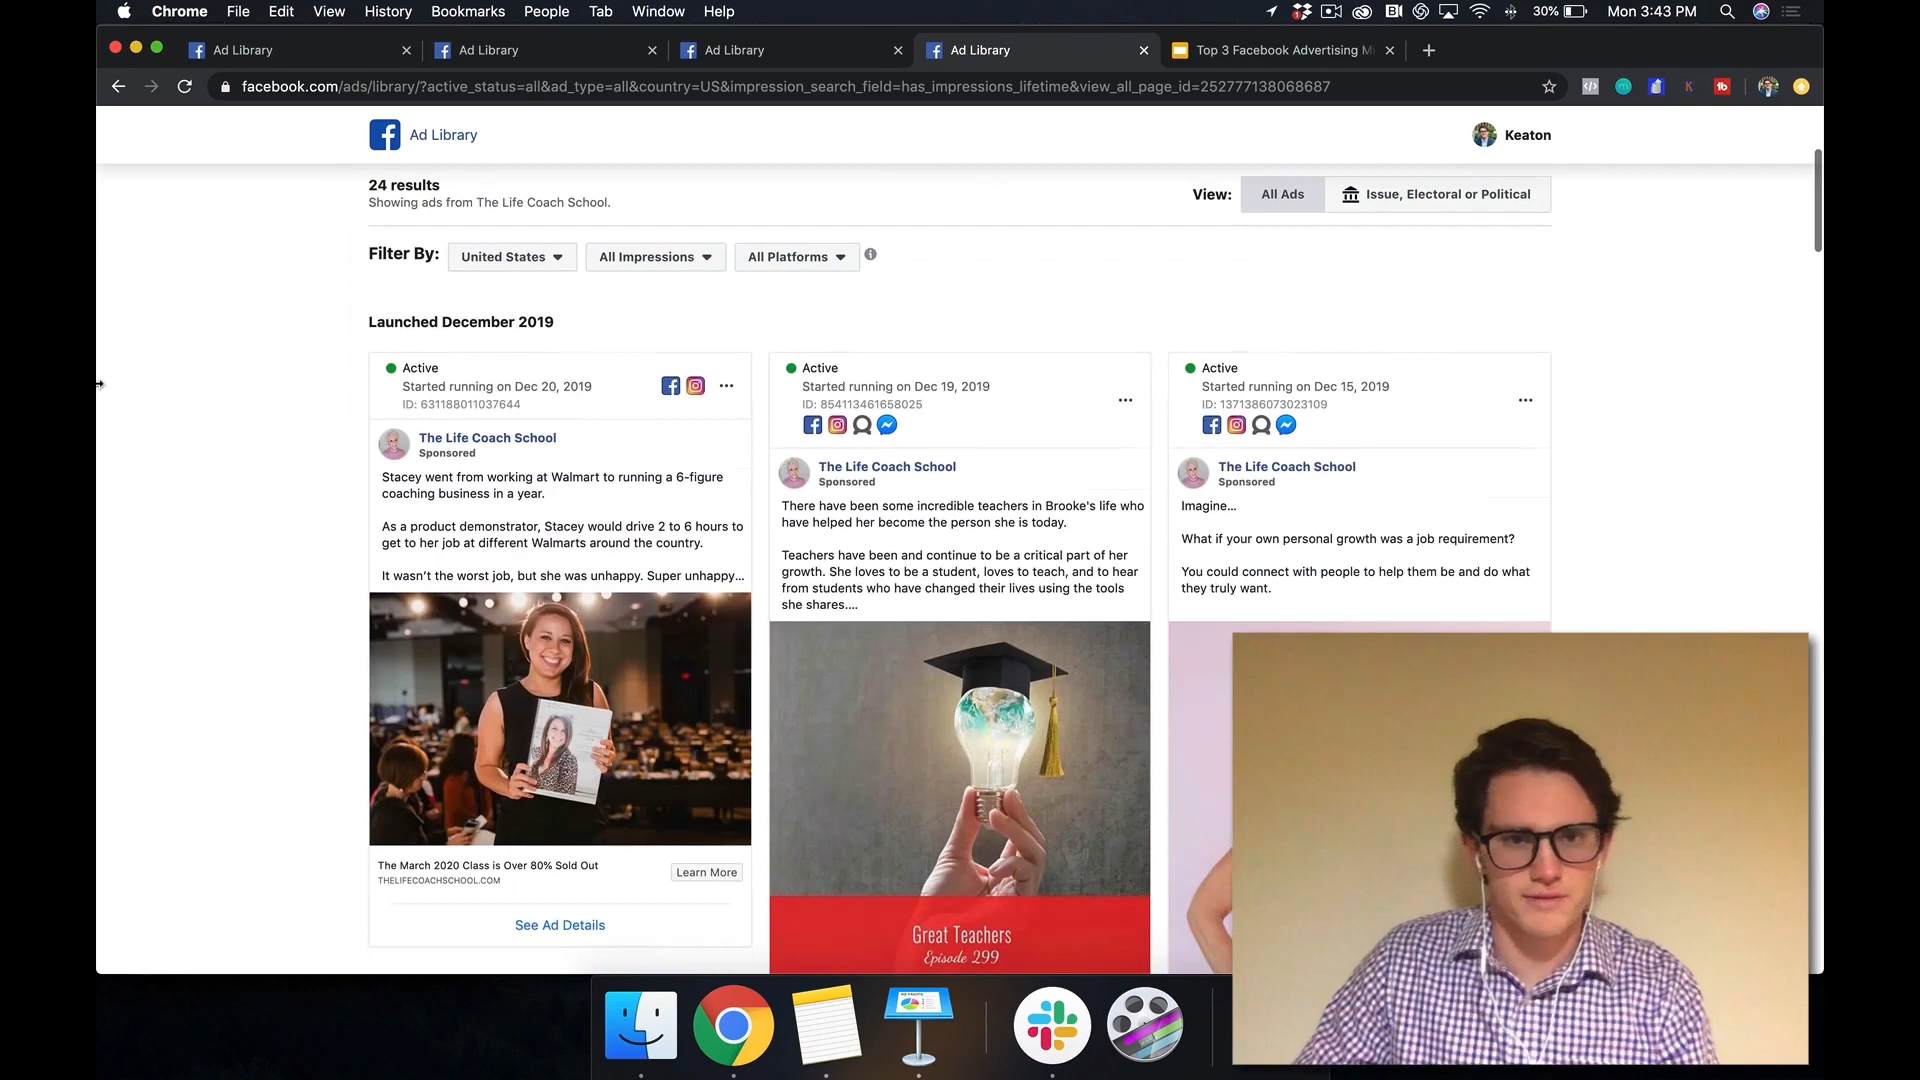 Chrome File Edit View History Bookmarks People Tab Window Help
30% Mon 3:43 PM
Ad Library
Ad Library
Ad Library
Ad Library
Top 3 Facebook Advertising Mi
facebook.com/ads/library/?active_status=all&ad_type=all&country=US&impression_search_field=has_impressions_lifetime&view_all_page_id=252777138068687
Ad Library
Keaton
24 results
Showing ads from The Life Coach School.
View: All Ads Issue, Electoral or Political
Filter By: United States All Impressions All Platforms
Launched December 2019
Active
Started running on Dec 20, 2019
ID: 631188011037644
The Life Coach School
Sponsored
Stacey went from working at Walmart to running a 6-figure
coaching business in a year.
As a product demonstrator, Stacey would drive 2 to 6 hours to
get to her job at different Walmarts around the country.
It wasn't the worst job, but she was unhappy. Super unhappy...
The March 2020 Class is Over 80% Sold Out
THELIFECOACHSCHOOL.COM
Learn More
See Ad Details
Active
Started running on Dec 19, 2019
ID: 854113461658025
The Life Coach School
Sponsored
There have been some incredible teachers in Brooke's life who
have helped her become the person she is today.
Teachers have been and continue to be a critical part of her
growth. She loves to be a student, loves to teach, and to hear
from students who have changed their lives using the tools
she shares....
Great Teachers
Episode 299
Active
Started running on Dec 15, 2019
ID: 1371386073023109
The Life Coach School
Sponsored
Imagine...
What if your own personal growth was a job requirement?
You could connect with people to help them be and do what
they truly want.